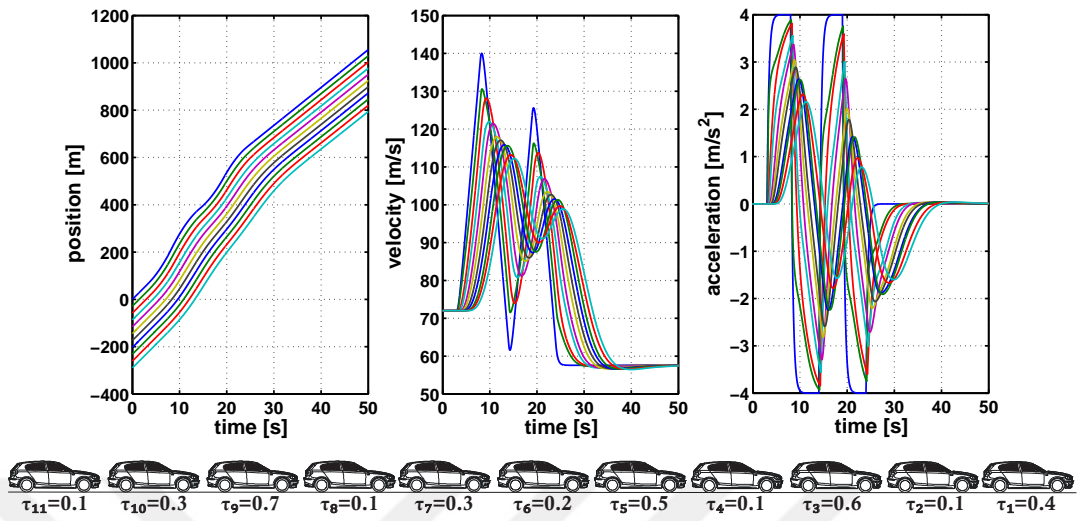 1200
1000
800
600
400
200
0
−200
−400
0 10 20 30 40 50
time [s]
position [m]
150
140
130
120
110
100
90
80
70
60
50
0 10 20 30 40 50
time [s]
velocity [m/s]
4
3
2
1
0
−1
−2
−3
−4
0 10 20 30 40 50
time [s]
acceleration [m/s²]
τ₁₁=0.1 τ₁₀=0.3 τ₉=0.7 τ₈=0.1 τ₇=0.3 τ₆=0.2 τ₅=0.5 τ₄=0.1 τ₃=0.6 τ₂=0.1 τ₁=0.4